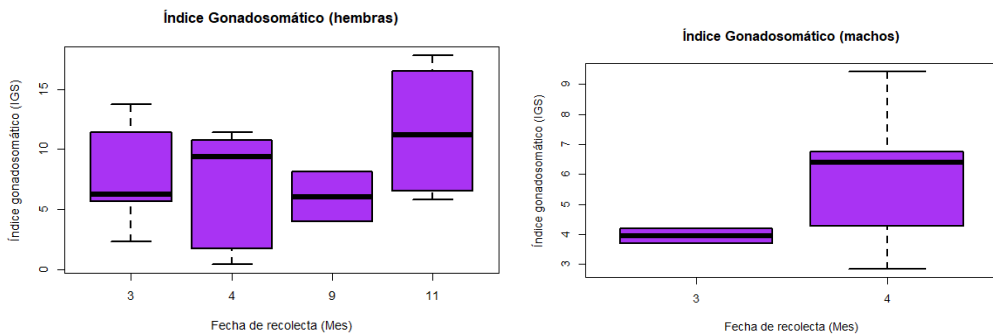 Índice Gonadosomático (hembras)
Índice gonadosomático (IGS)
15
10
5
0
3 4 9 11
Fecha de recolecta (Mes)
Índice Gonadosomático (machos)
Índice gonadosomático (IGS)
9
8
7
6
5
4
3
3 4
Fecha de recolecta (Mes)